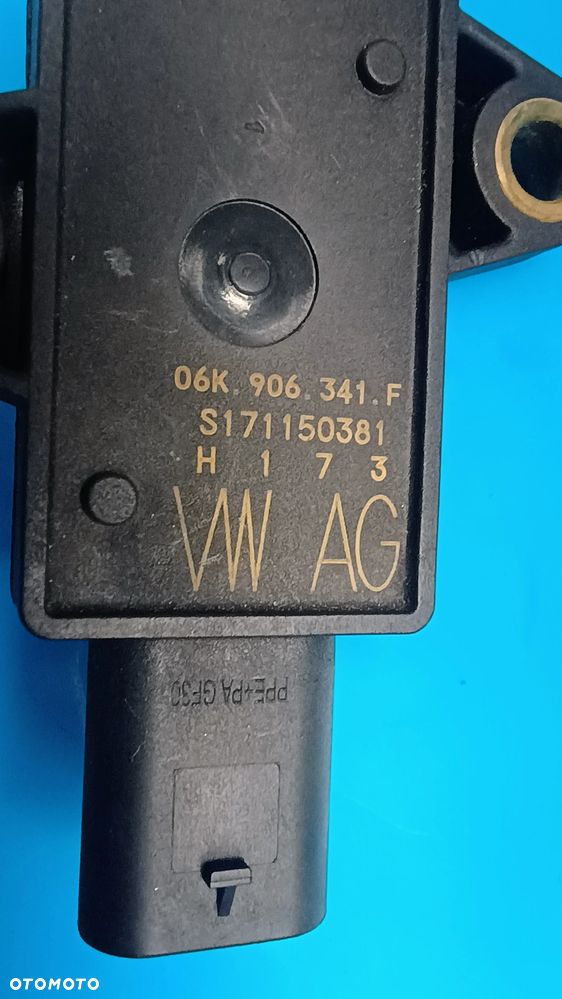 06K.906.341.F
S171150381
H 1 7 3
VW AG
PPE+PA GF30
OTOMOTO